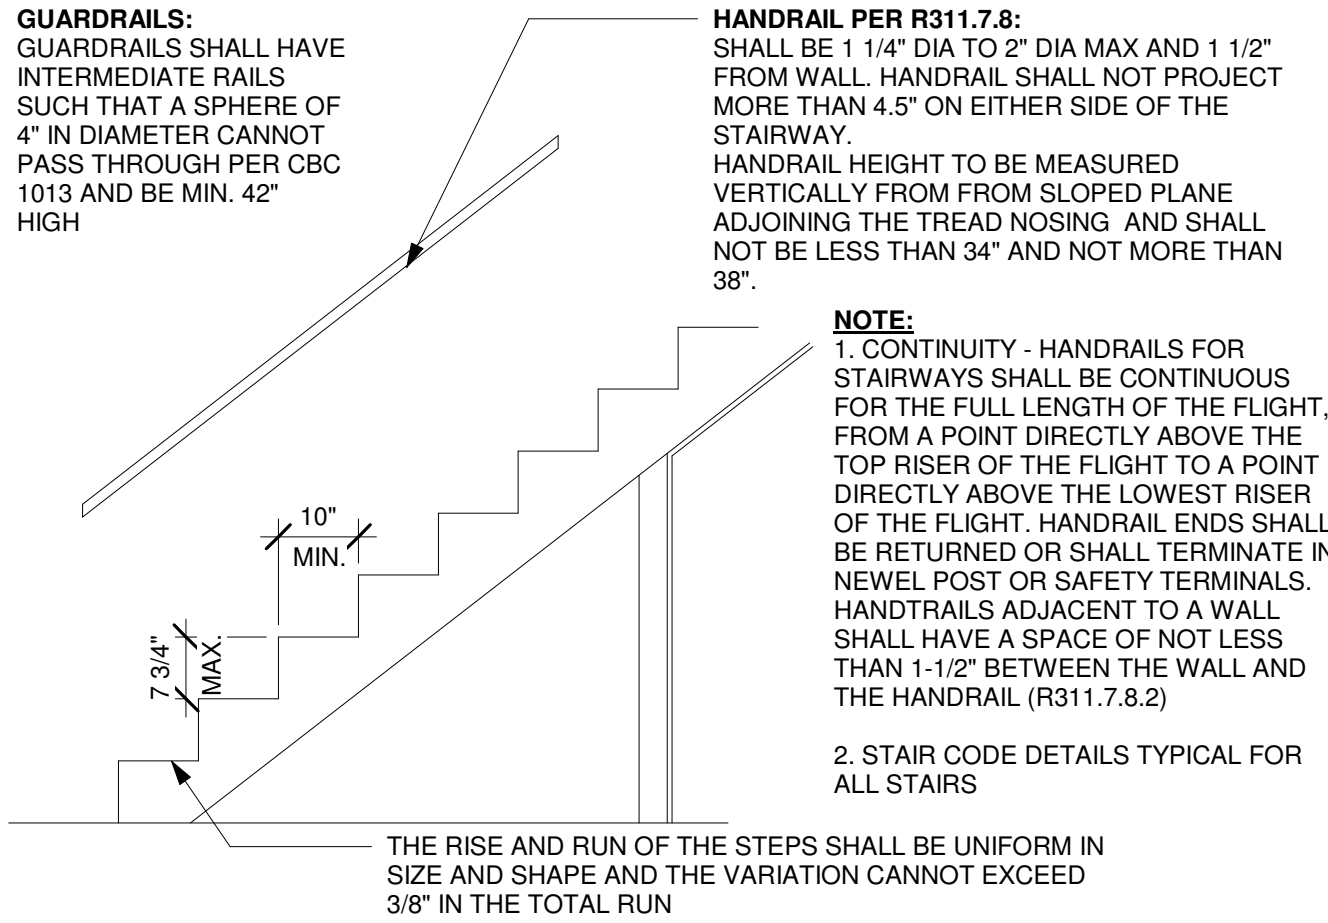 GUARDRAILS:
GUARDRAILS SHALL HAVE
INTERMEDIATE RAILS
SUCH THAT A SPHERE OF
4" IN DIAMETER CANNOT
PASS THROUGH PER CBC
1013 AND BE MIN. 42"
HIGH
HANDRAIL PER R311.7.8:
SHALL BE 1 1/4" DIA TO 2" DIA MAX AND 1 1/2"
FROM WALL. HANDRAIL SHALL NOT PROJECT
MORE THAN 4.5" ON EITHER SIDE OF THE
STAIRWAY.
HANDRAIL HEIGHT TO BE MEASURED
VERTICALLY FROM FROM SLOPED PLANE
ADJOINING THE TREAD NOSING AND SHALL
NOT BE LESS THAN 34" AND NOT MORE THAN
38".
NOTE:
1. CONTINUITY - HANDRAILS FOR
STAIRWAYS SHALL BE CONTINUOUS
FOR THE FULL LENGTH OF THE FLIGHT,
FROM A POINT DIRECTLY ABOVE THE
TOP RISER OF THE FLIGHT TO A POINT
DIRECTLY ABOVE THE LOWEST RISER
OF THE FLIGHT. HANDRAIL ENDS SHALL
BE RETURNED OR SHALL TERMINATE IN
NEWEL POST OR SAFETY TERMINALS.
HANDTRAILS ADJACENT TO A WALL
SHALL HAVE A SPACE OF NOT LESS
THAN 1-1/2" BETWEEN THE WALL AND
THE HANDRAIL (R311.7.8.2)
2. STAIR CODE DETAILS TYPICAL FOR
ALL STAIRS
10"
MIN.
7 3/4"
MAX.
THE RISE AND RUN OF THE STEPS SHALL BE UNIFORM IN
SIZE AND SHAPE AND THE VARIATION CANNOT EXCEED
3/8" IN THE TOTAL RUN